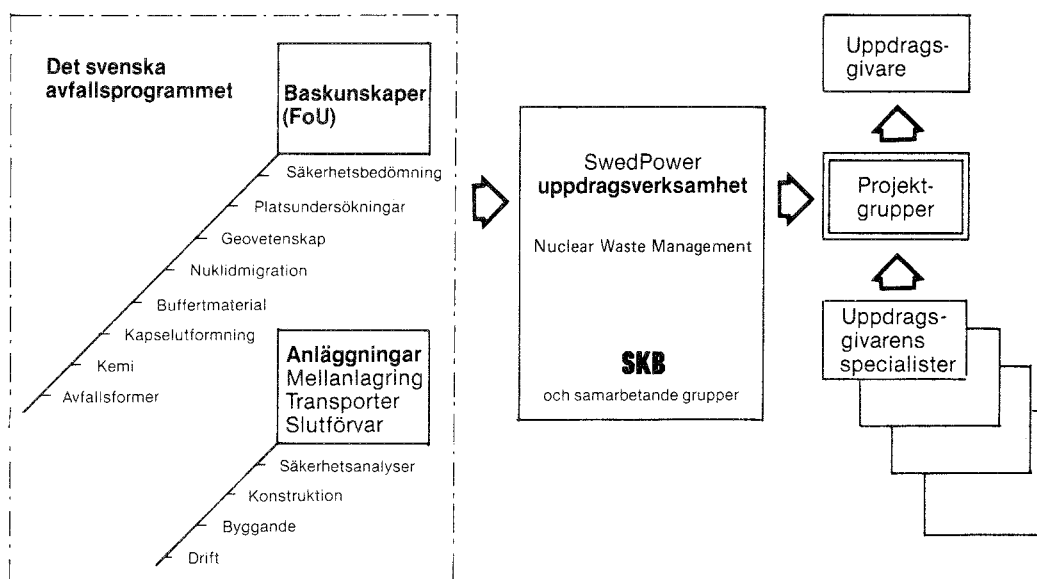 Det svenska
avfallsprogrammet
Baskunskaper
(FoU)
Säkerhetsbedömning
Platsundersökningar
Geovetenskap
Nuklidmigration
Buffertmaterial
Kapselutformning
Kemi
Avfallsformer
Anläggningar
Mellanlagring
Transporter
Slutförvar
Säkerhetsanalyser
Konstruktion
Byggande
Drift
SwedPower
uppdragsverksamhet
Nuclear Waste Management
SKB
och samarbetande grupper
Uppdrags-
givare
Projekt-
grupper
Uppdrags-
givarens
specialister